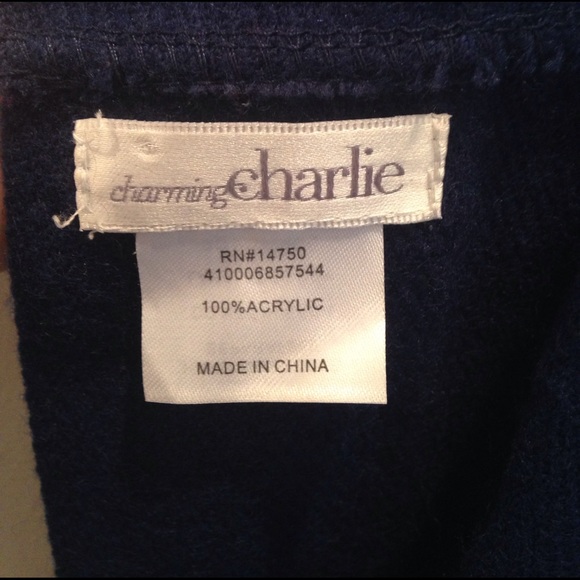 charming charlie
RN#14750
410006857544
100%ACRYLIC
MADE IN CHINA